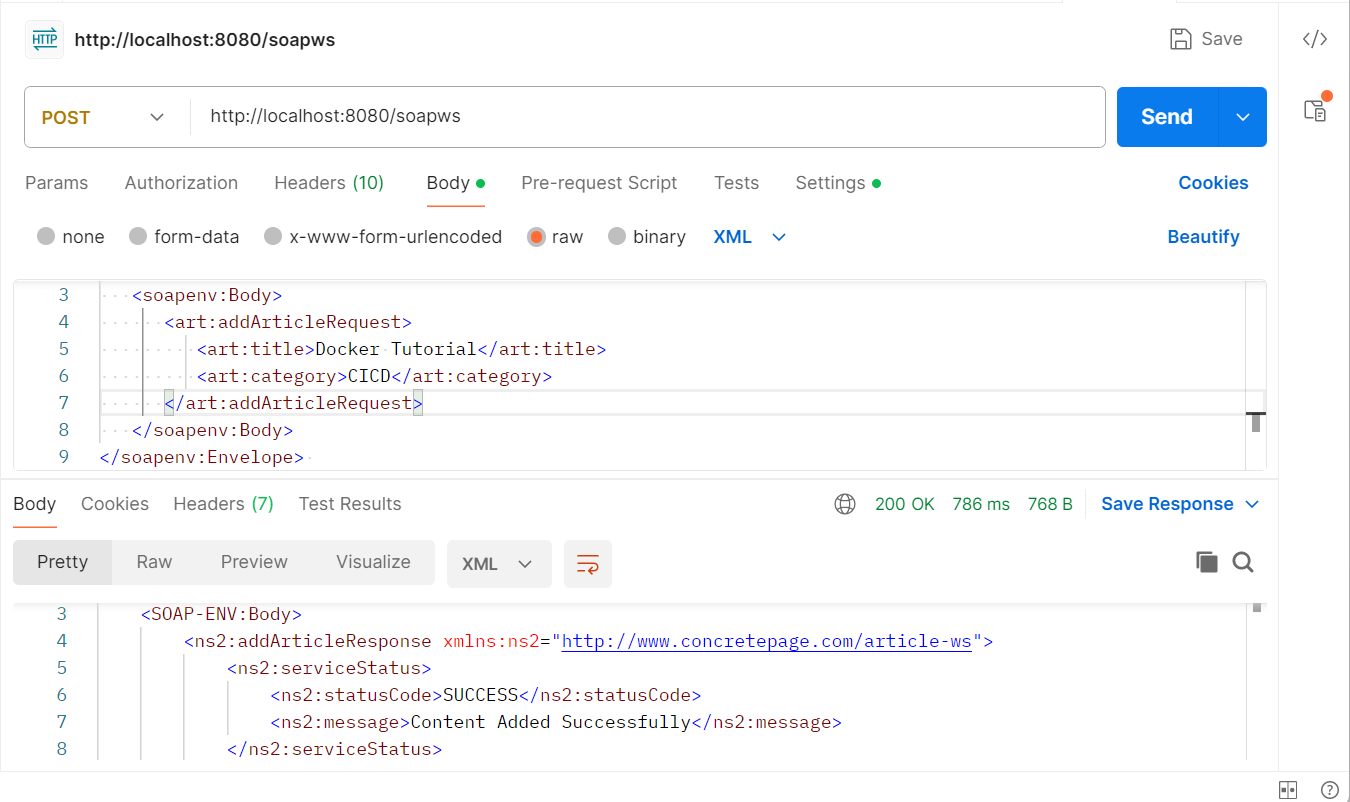 HTTP http://localhost:8080/soapws Save </>
POST http://localhost:8080/soapws Send
Params Authorization Headers (10) Body Pre-request Script Tests Settings Cookies
none form-data x-www-form-urlencoded raw binary XML Beautify
3 <soapenv:Body>
4 <art:addArticleRequest>
5 <art:title>Docker Tutorial</art:title>
6 <art:category>CICD</art:category>
7 </art:addArticleRequest>
8 </soapenv:Body>
9 </soapenv:Envelope>
Body Cookies Headers (7) Test Results 200 OK 786 ms 768 B Save Response
Pretty Raw Preview Visualize XML
3 <SOAP-ENV:Body>
4 <ns2:addArticleResponse xmlns:ns2="http://www.concretepage.com/article-ws">
5 <ns2:serviceStatus>
6 <ns2:statusCode>SUCCESS</ns2:statusCode>
7 <ns2:message>Content Added Successfully</ns2:message>
8 </ns2:serviceStatus>
?